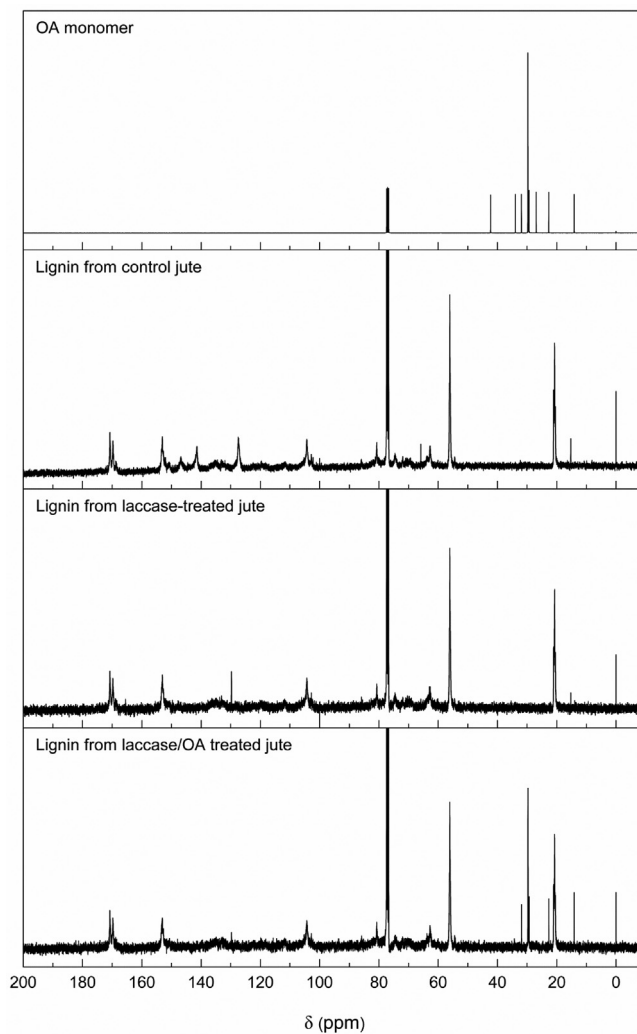 OA monomer
Lignin from control jute
Lignin from laccase-treated jute
Lignin from laccase/OA treated jute
200 180 160 140 120 100 80 60 40 20 0
δ (ppm)